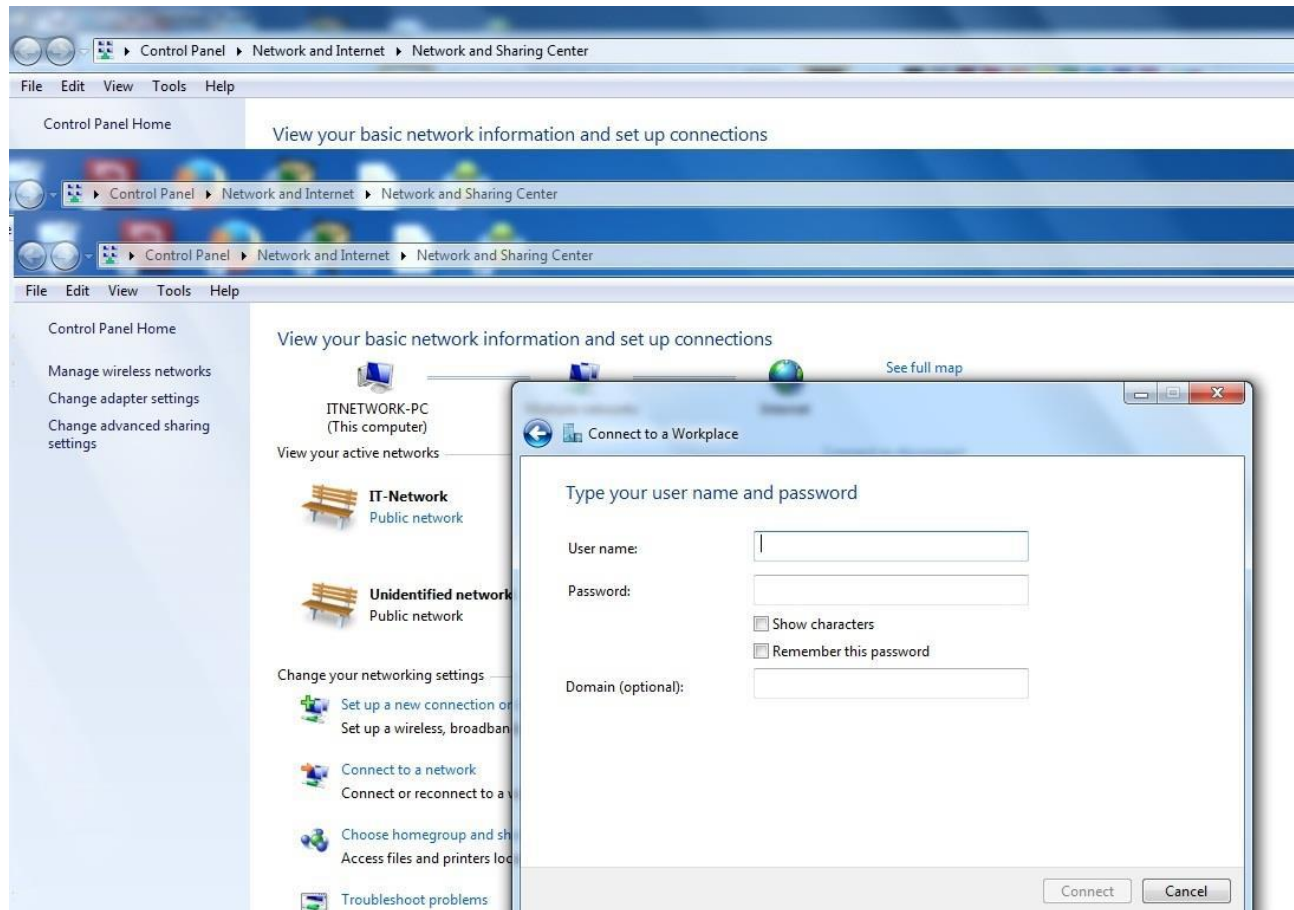 Control Panel Network and Internet Network and Sharing Center
File Edit View Tools Help
Control Panel Home
View your basic network information and set up connections
Control Panel Network and Internet Network and Sharing Center
Control Panel Network and Internet Network and Sharing Center
File Edit View Tools Help
Control Panel Home
Manage wireless networks
Change adapter settings
Change advanced sharing
settings
View your basic network information and set up connections
See full map
ITNETWORK-PC
(This computer)
View your active networks
IT-Network
Public network
Unidentified network
Public network
Change your networking settings
Set up a new connection or
Set up a wireless, broadban
Connect to a network
Connect or reconnect to a
Choose homegroup and sh
Access files and printers loc
Troubleshoot problems
Connect to a Workplace
Type your user name and password
User name:
Password:
Show characters
Remember this password
Domain (optional):
Connect Cancel